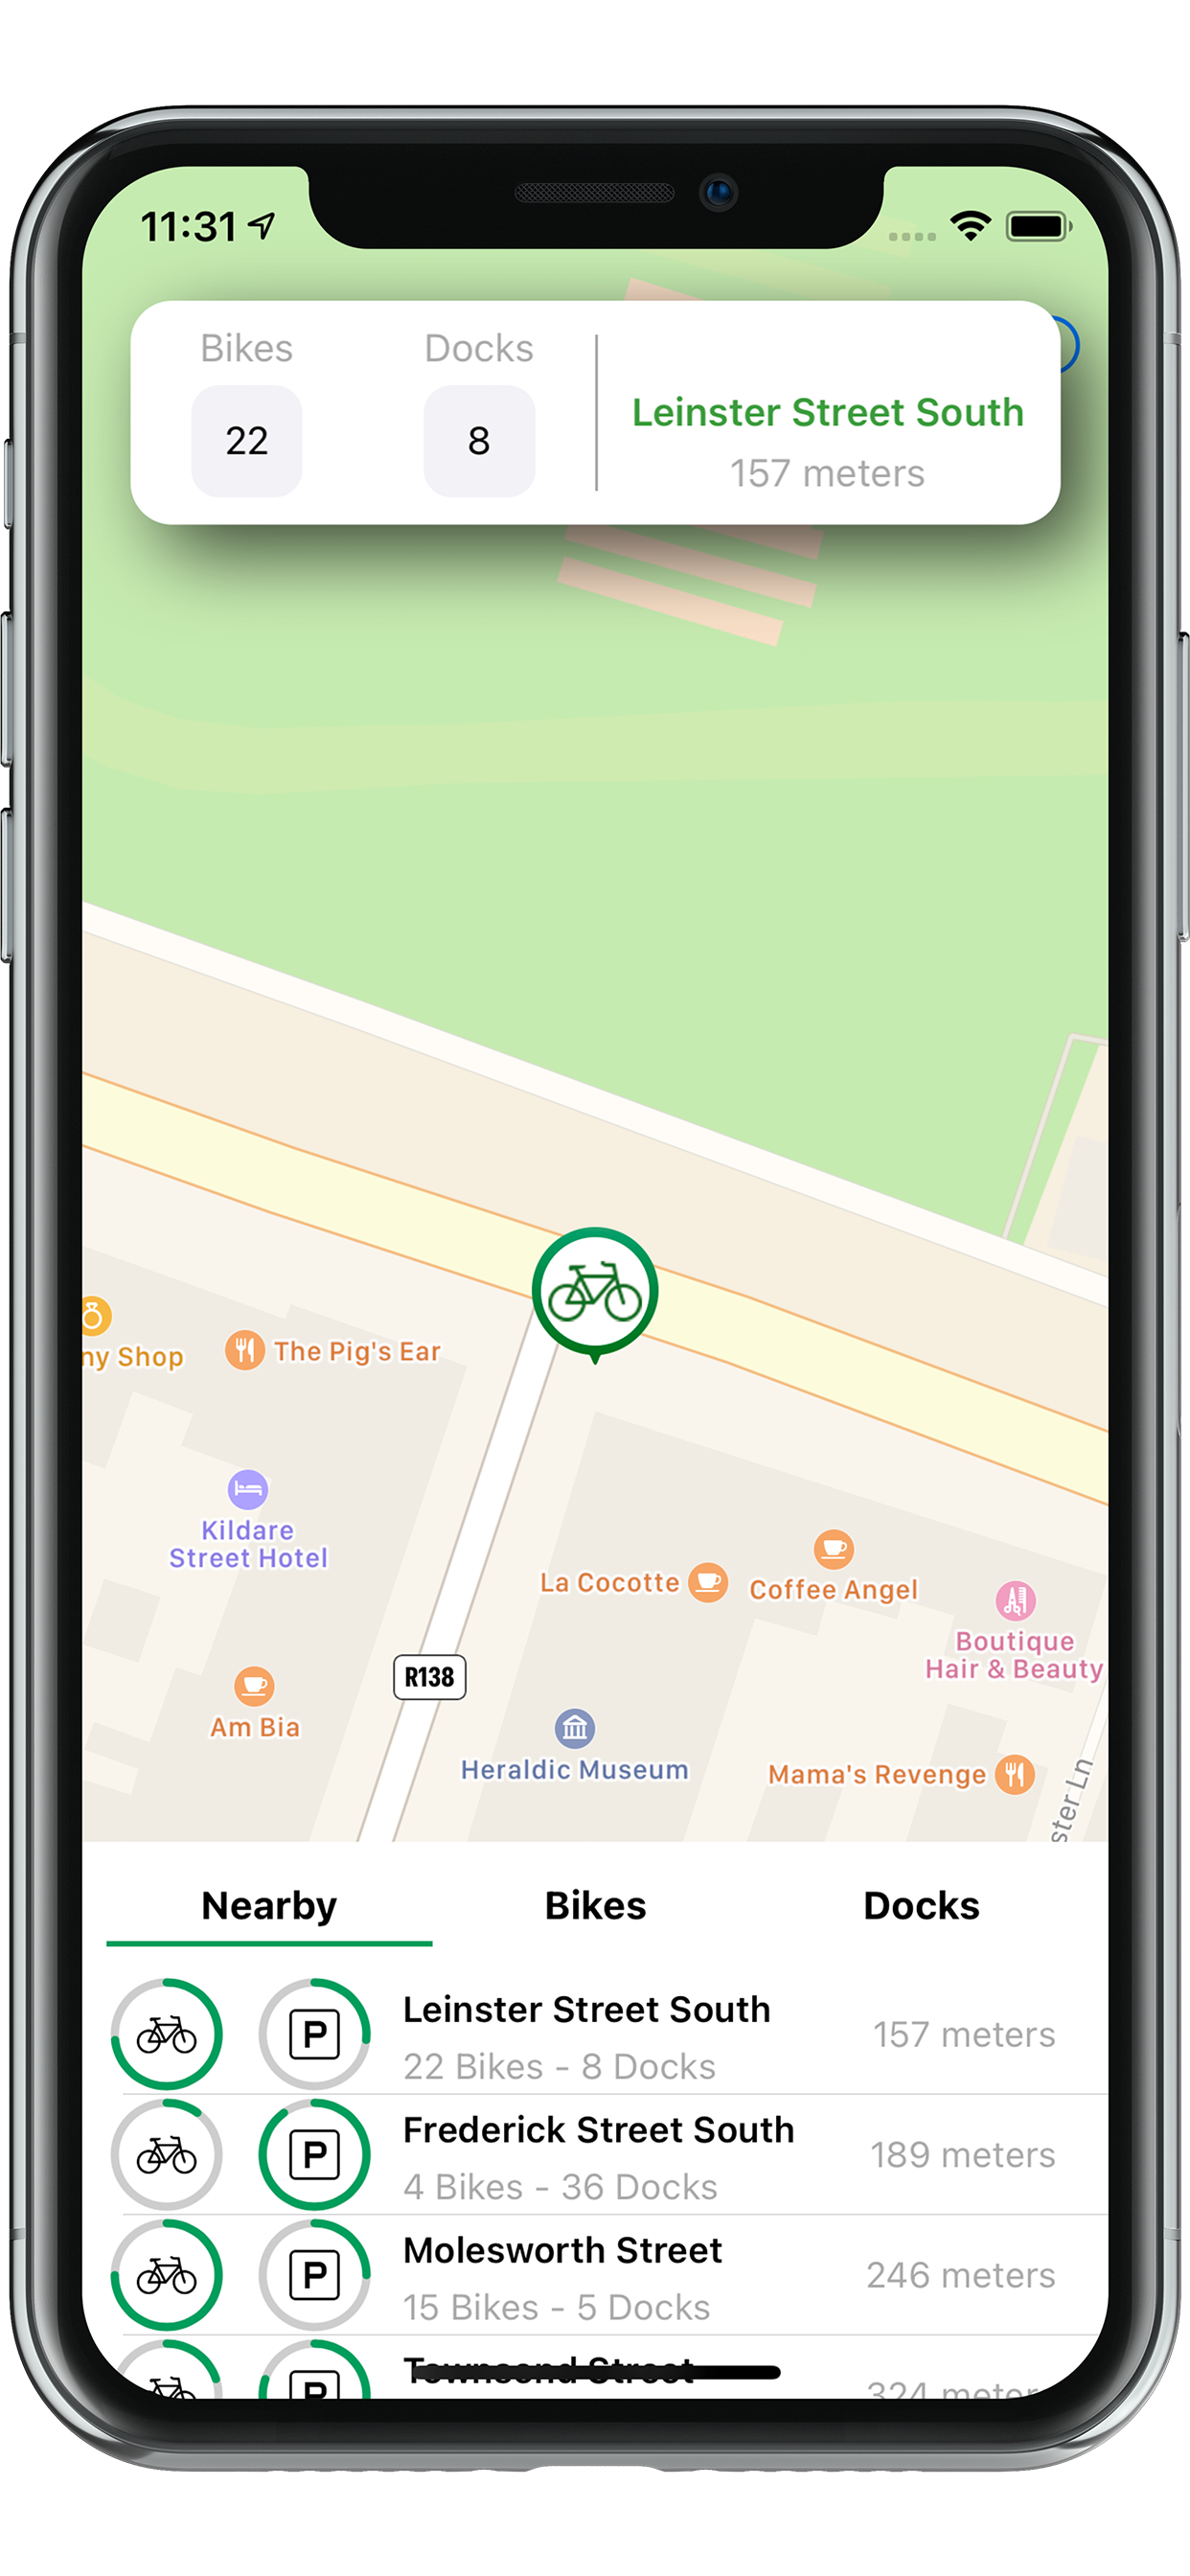 11:31
Bikes
Docks
22
8
Leinster Street South
157 meters
ny Shop
The Pig's Ear
Kildare
Street Hotel
La Cocotte
Coffee Angel
Boutique
Hair & Beauty
R138
Am Bia
Heraldic Museum
Mama's Revenge
ster Ln
Nearby
Bikes
Docks
P
Leinster Street South
157 meters
22 Bikes - 8 Docks
P
Frederick Street South
189 meters
4 Bikes - 36 Docks
P
Molesworth Street
246 meters
15 Bikes - 5 Docks
P
Townsend Street
324 meter